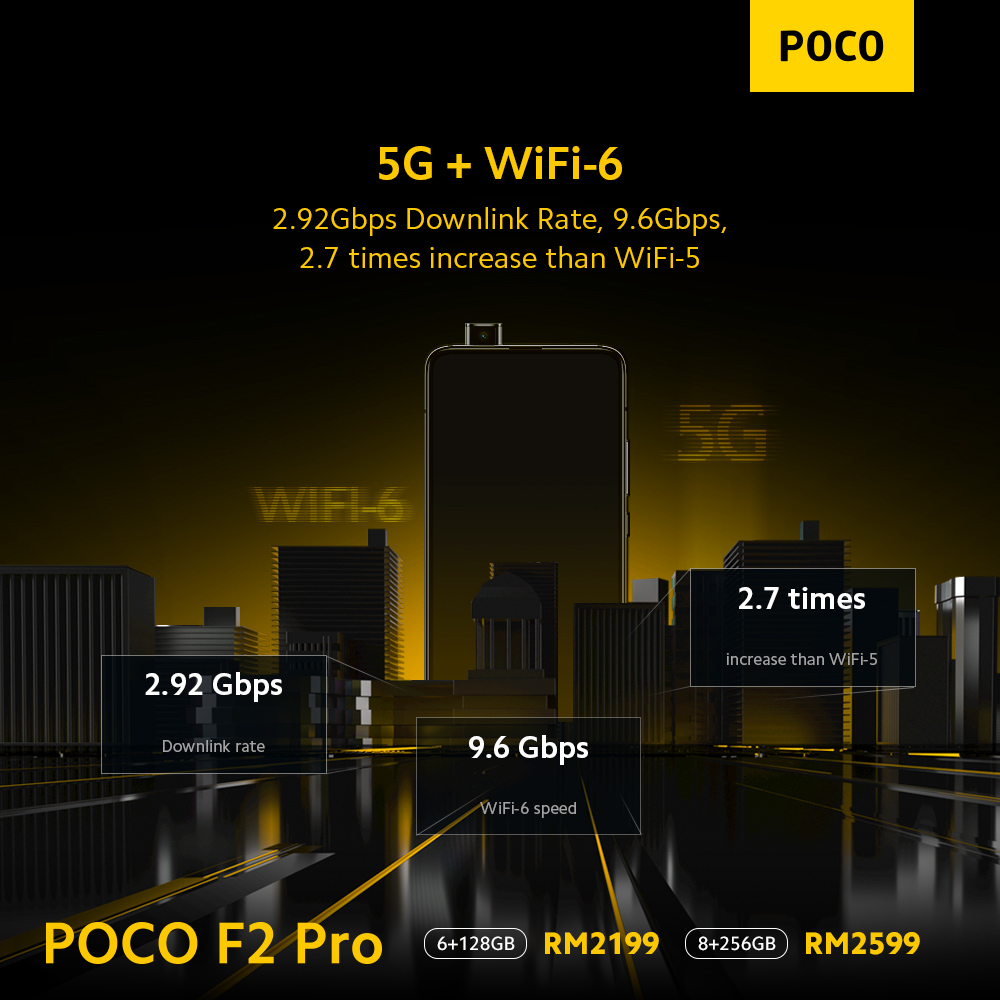 POCO
5G + WiFi-6
2.92Gbps Downlink Rate, 9.6Gbps,
2.7 times increase than WiFi-5
5G
WIFI-6
2.7 times
increase than WiFi-5
2.92 Gbps
Downlink rate
9.6 Gbps
WiFi-6 speed
POCO F2 Pro 6+128GB RM2199 8+256GB RM2599